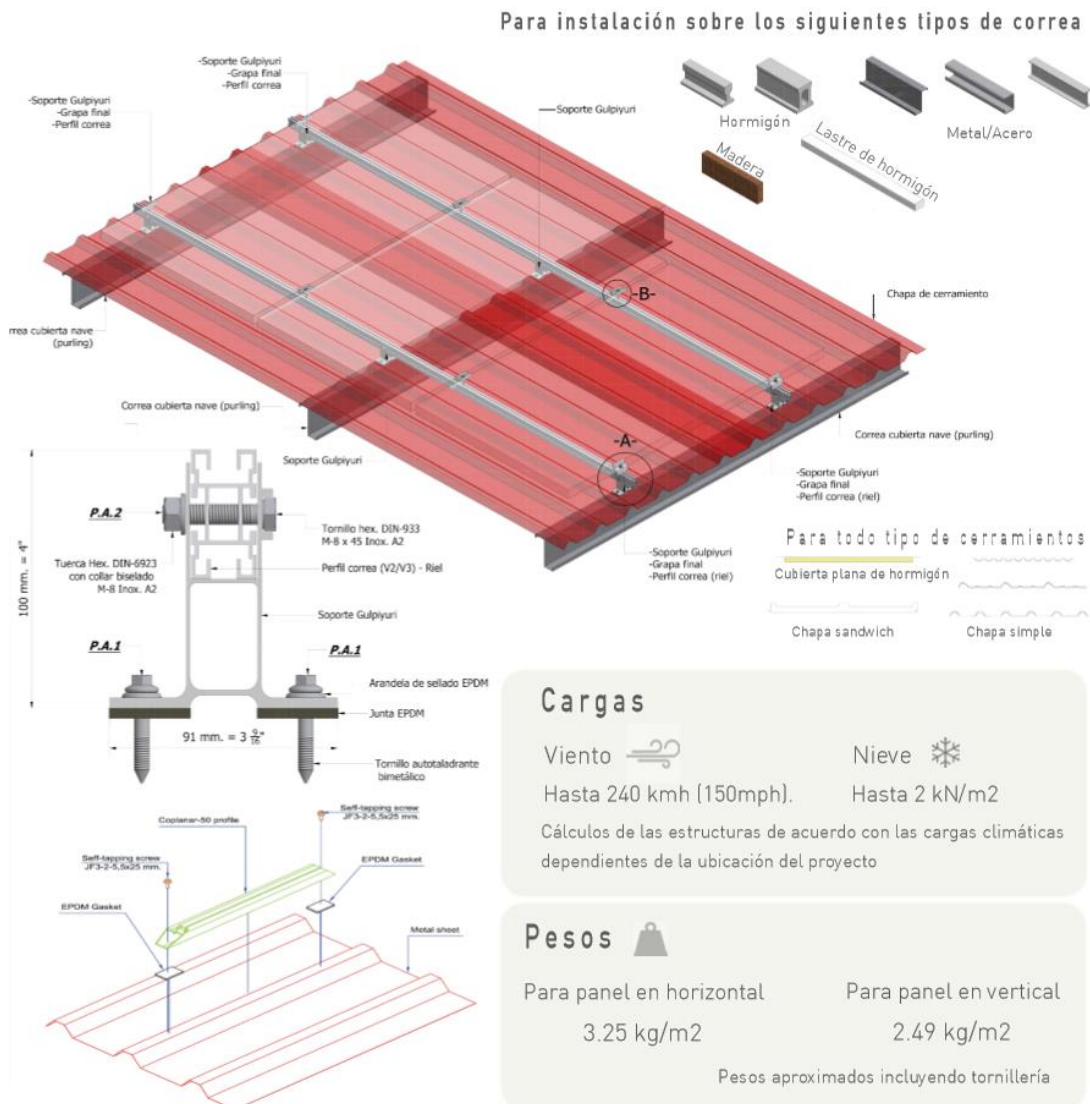 Para instalación sobre los siguientes tipos de correa
Hormigón
Metal/Acero
Madera
Lastre de hormigón
-Soporte Gulpiyuri
-Grapa final
-Perfil correa
-Soporte Gulpiyuri
-Grapa final
-Perfil correa
-Soporte Gulpiyuri
-B-
Chapa de cerramiento
rrea cubierta nave
(purling)
Correa cubierta nave (purling)
Correa cubierta nave (purling)
-A-
Soporte Gulpiyuri
-Soporte Gulpiyuri
-Grapa final
-Perfil correa (riel)
-Soporte Gulpiyuri
-Grapa final
-Perfil correa (riel)
100 mm. = 4"
P.A.2
Tornillo hex. DIN-933
M-8 x 45 Inox. A2
Tuerca Hex. DIN-6923
con collar biselado
M-8 Inox. A2
Perfil correa (V2/V3) - Riel
Soporte Gulpiyuri
P.A.1
P.A.1
Arandela de sellado EPDM
Junta EPDM
91 mm. = 3 9/16"
Tornillo autotaladrante
bimetálico
Para todo tipo de cerramientos
Cubierta plana de hormigón
Chapa sandwich
Chapa simple
Self-tapping screw
JF3-2-5,5x25 mm.
Coplanar-50 profile
Self-tapping screw
JF3-2-5,5x25 mm.
EPDM Gasket
EPDM Gasket
Metal sheet
Cargas
Viento
Nieve
Hasta 240 kmh (150mph).
Hasta 2 kN/m2
Cálculos de las estructuras de acuerdo con las cargas climáticas
dependientes de la ubicación del proyecto
Pesos
Para panel en horizontal
Para panel en vertical
3.25 kg/m2
2.49 kg/m2
Pesos aproximados incluyendo tornillería